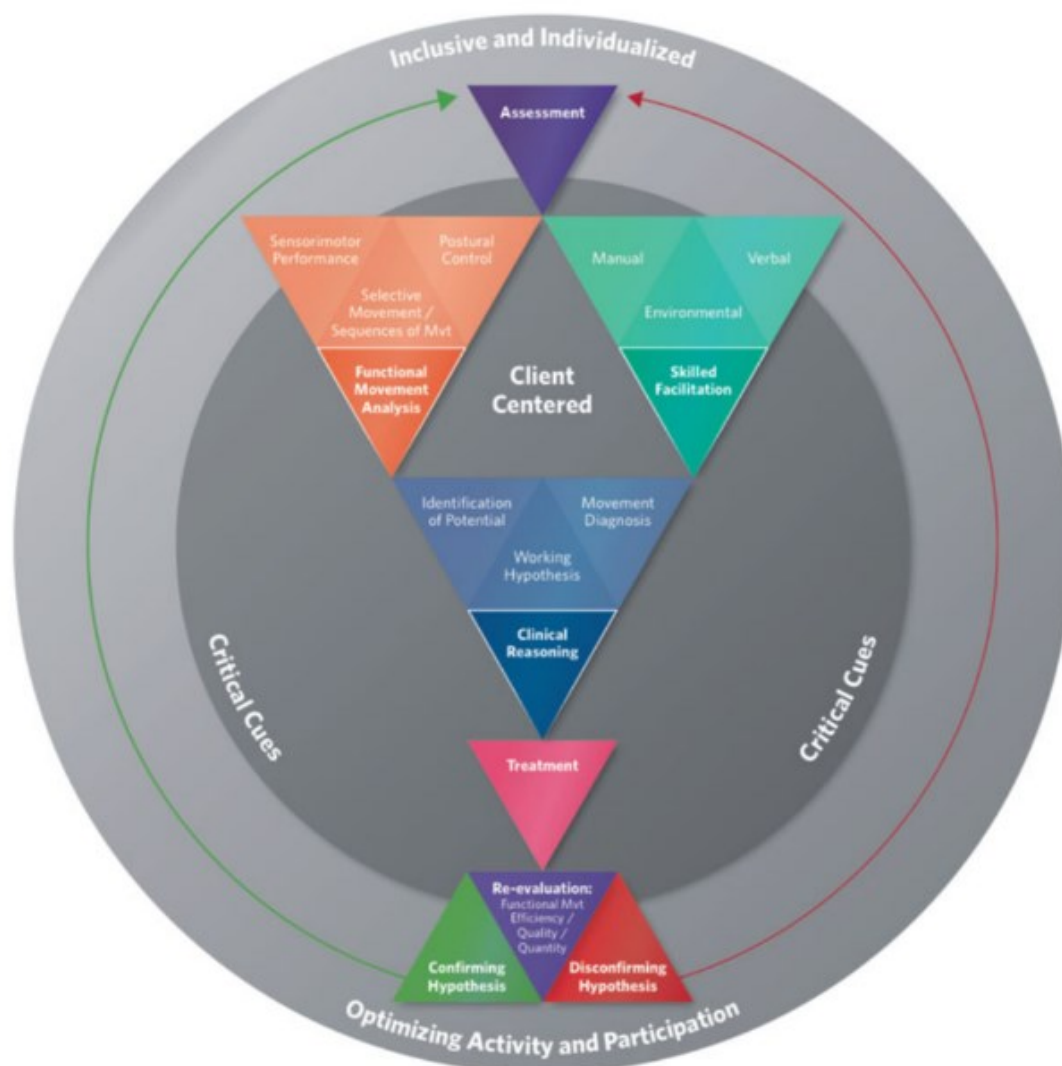 Inclusive and Individualized
Assessment
Sensorimotor
Performance
Postural
Control
Selective
Movement /
Sequences of Mvt
Functional
Movement
Analysis
Manual
Verbal
Environmental
Skilled
Facilitation
Client
Centered
Identification
of Potential
Movement
Diagnosis
Working
Hypothesis
Clinical
Reasoning
Critical Cues
Critical Cues
Treatment
Re-evaluation:
Functional Mvt
Efficiency /
Quality /
Quantity
Confirming
Hypothesis
Disconfirming
Hypothesis
Optimizing Activity and Participation